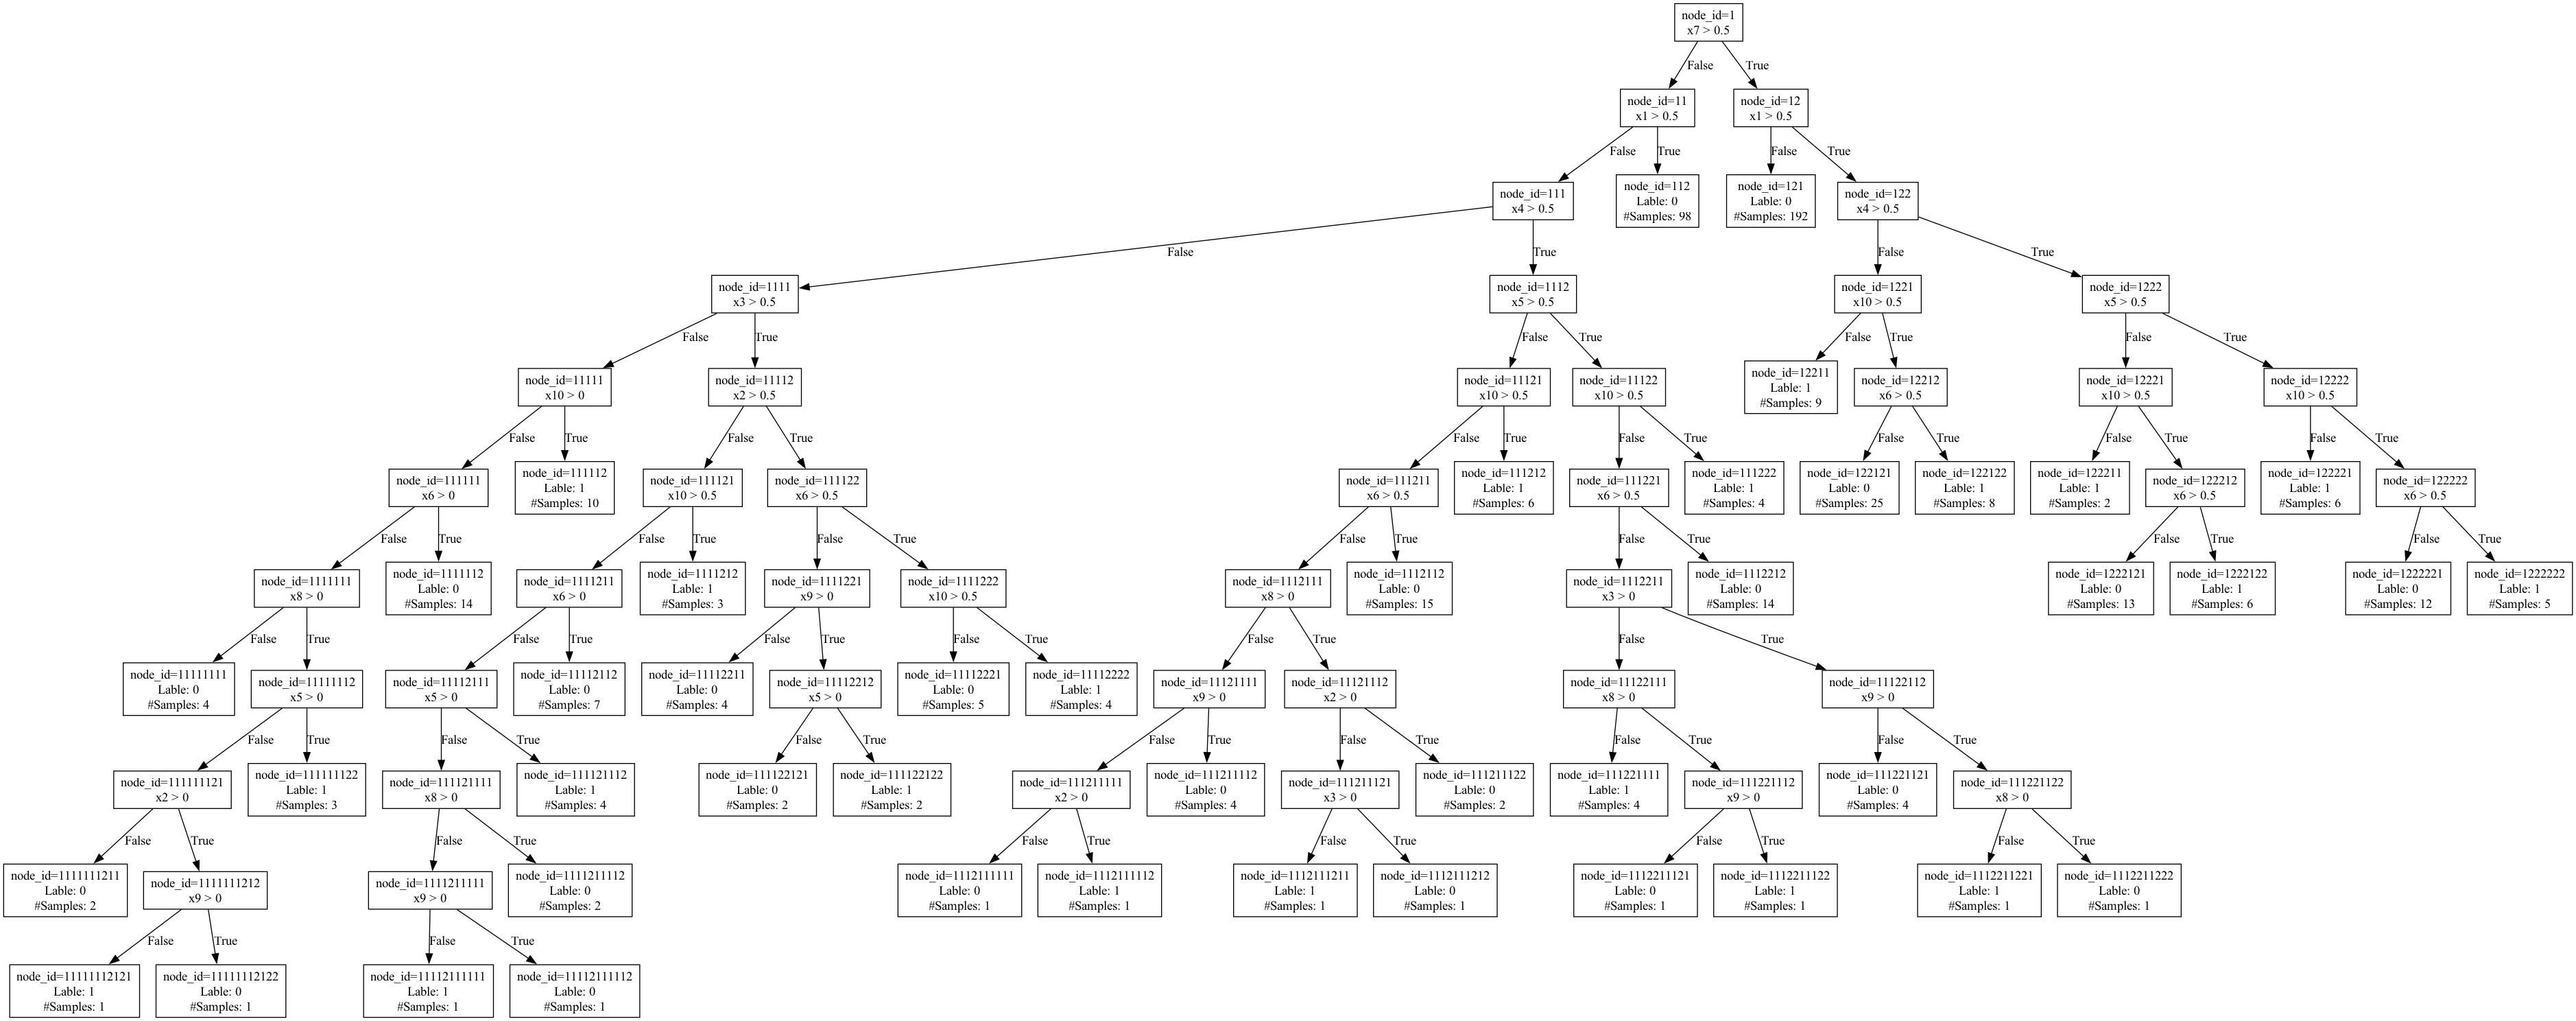 node_id=1
x7 > 0.5
False
True
node_id=11
x1 > 0.5
node_id=12
x1 > 0.5
False
True
False
True
node_id=111
x4 > 0.5
node_id=112
Lable: 0
#Samples: 98
node_id=121
Lable: 0
#Samples: 192
node_id=122
x4 > 0.5
False
True
False
True
node_id=1111
x3 > 0.5
node_id=1112
x5 > 0.5
node_id=1221
x10 > 0.5
node_id=1222
x5 > 0.5
False
True
False
True
False
True
False
True
node_id=11111
x10 > 0
node_id=11112
x2 > 0.5
node_id=11121
x10 > 0.5
node_id=11122
x10 > 0.5
node_id=12211
Lable: 1
#Samples: 9
node_id=12212
x6 > 0.5
node_id=12221
x10 > 0.5
node_id=12222
x10 > 0.5
False
True
False
True
False
True
False
True
False
True
False
True
False
True
node_id=111111
x6 > 0
node_id=111112
Lable: 1
#Samples: 10
node_id=111121
x10 > 0.5
node_id=111122
x6 > 0.5
node_id=111211
x6 > 0.5
node_id=111212
Lable: 1
#Samples: 6
node_id=111221
x6 > 0.5
node_id=111222
Lable: 1
#Samples: 4
node_id=122121
Lable: 0
#Samples: 25
node_id=122122
Lable: 1
#Samples: 8
node_id=122211
Lable: 1
#Samples: 2
node_id=122212
x6 > 0.5
node_id=122221
Lable: 1
#Samples: 6
node_id=122222
x6 > 0.5
False
True
False
True
False
True
False
True
False
True
False
True
False
True
node_id=1111111
x8 > 0
node_id=1111112
Lable: 0
#Samples: 14
node_id=1111211
x6 > 0
node_id=1111212
Lable: 1
#Samples: 3
node_id=1111221
x9 > 0
node_id=1111222
x10 > 0.5
node_id=1112111
x8 > 0
node_id=1112112
Lable: 0
#Samples: 15
node_id=1112211
x3 > 0
node_id=1112212
Lable: 0
#Samples: 14
node_id=1222121
Lable: 0
#Samples: 13
node_id=1222122
Lable: 1
#Samples: 6
node_id=1222221
Lable: 0
#Samples: 12
node_id=1222222
Lable: 1
#Samples: 5
False
True
False
True
False
True
False
True
False
True
False
True
node_id=11111111
Lable: 0
#Samples: 4
node_id=11111112
x5 > 0
node_id=11112111
x5 > 0
node_id=11112112
Lable: 0
#Samples: 7
node_id=11112211
Lable: 0
#Samples: 4
node_id=11112212
x5 > 0
node_id=11112221
Lable: 0
#Samples: 5
node_id=11112222
Lable: 1
#Samples: 4
node_id=11121111
x9 > 0
node_id=11121112
x2 > 0
node_id=11122111
x8 > 0
node_id=11122112
x9 > 0
False
True
False
True
False
True
False
True
False
True
False
True
False
True
node_id=111111121
x2 > 0
node_id=111111122
Lable: 1
#Samples: 3
node_id=111121111
x8 > 0
node_id=111121112
Lable: 1
#Samples: 4
node_id=111122121
Lable: 0
#Samples: 2
node_id=111122122
Lable: 1
#Samples: 2
node_id=111211111
x2 > 0
node_id=111211112
Lable: 0
#Samples: 4
node_id=111211121
x3 > 0
node_id=111211122
Lable: 0
#Samples: 2
node_id=111221111
Lable: 1
#Samples: 4
node_id=111221112
x9 > 0
node_id=111221121
Lable: 0
#Samples: 4
node_id=111221122
x8 > 0
False
True
False
True
False
True
False
True
False
True
False
True
node_id=1111111211
Lable: 0
#Samples: 2
node_id=1111111212
x9 > 0
node_id=1111211111
x9 > 0
node_id=1111211112
Lable: 0
#Samples: 2
node_id=1112111111
Lable: 0
#Samples: 1
node_id=1112111112
Lable: 1
#Samples: 1
node_id=1112111211
Lable: 1
#Samples: 1
node_id=1112111212
Lable: 0
#Samples: 1
node_id=1112211121
Lable: 0
#Samples: 1
node_id=1112211122
Lable: 1
#Samples: 1
node_id=1112211221
Lable: 1
#Samples: 1
node_id=1112211222
Lable: 0
#Samples: 1
False
True
False
True
node_id=11111112121
Lable: 1
#Samples: 1
node_id=11111112122
Lable: 0
#Samples: 1
node_id=11112111111
Lable: 1
#Samples: 1
node_id=11112111112
Lable: 0
#Samples: 1